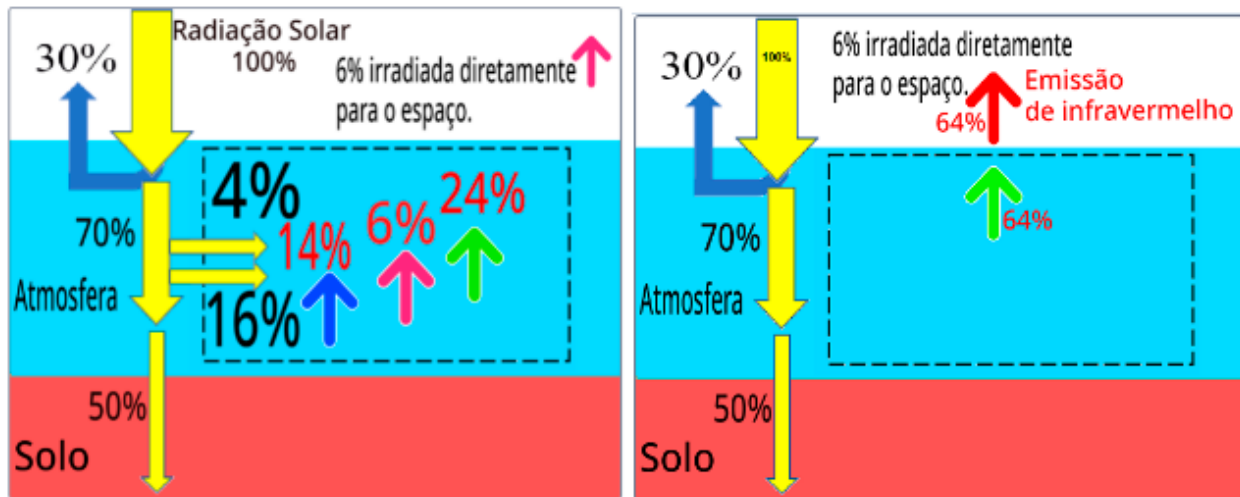 Radiação Solar
100%
30%
6% irradiada diretamente
para o espaço.
4%
14%
6%
24%
70%
16%
Atmosfera
50%
Solo
100%
30%
6% irradiada diretamente
para o espaço.
Emissão
de infravermelho
64%
64%
70%
Atmosfera
50%
Solo